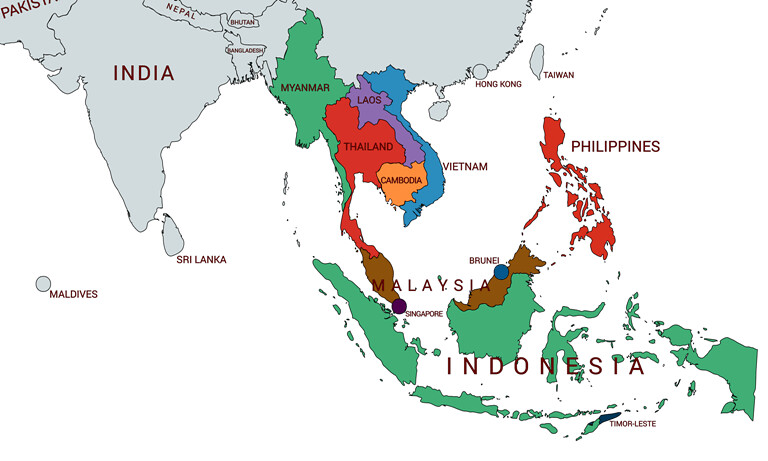 PAKISTA
NEPAL
BHUTAN
BANGLADESH
INDIA
MYANMAR
LAOS
HONG KONG
TAIWAN
THAILAND
VIETNAM
PHILIPPINES
CAMBODIA
SRI LANKA
BRUNEI
MALDIVES
MALAYSIA
SINGAPORE
INDONESIA
TIMOR-LESTE